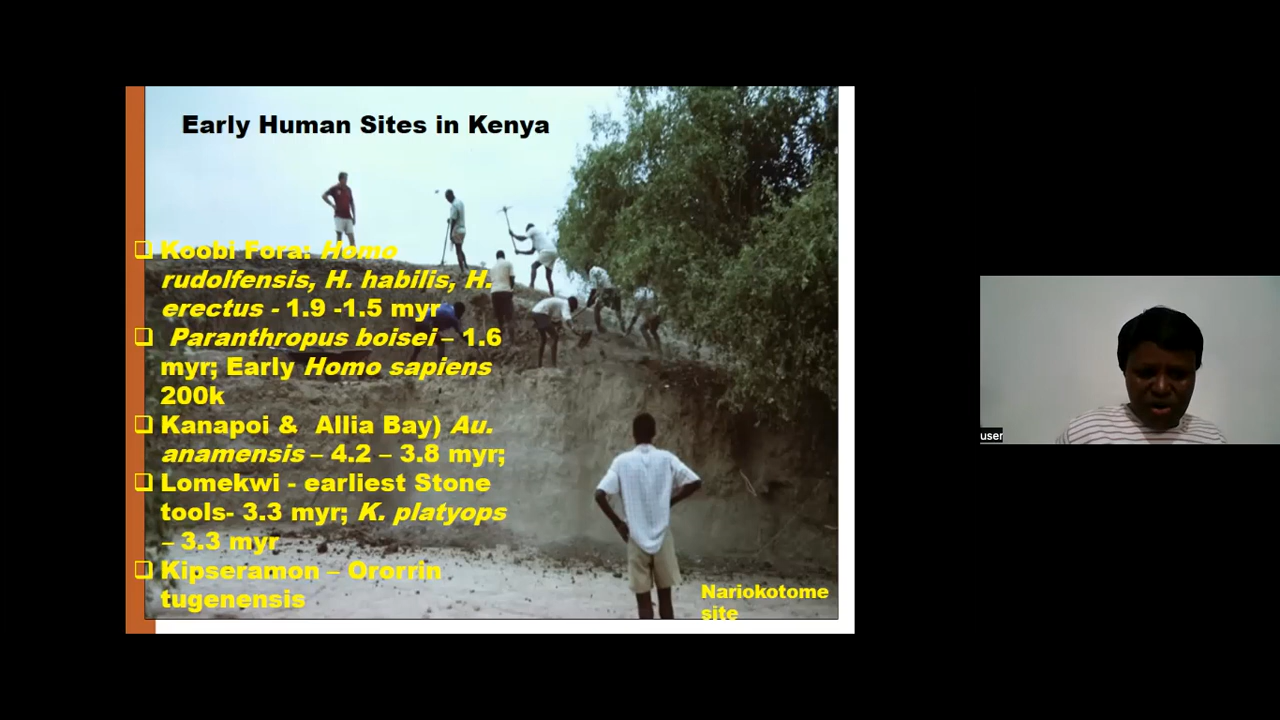 Early Human Sites in Kenya
❑ Koobi Fora: Homo
rudolfensis, H. habilis, H.
erectus - 1.9 -1.5 myr
❑ Paranthropus boisei – 1.6
myr; Early Homo sapiens
200k
❑ Kanapoi & Allia Bay) Au.
anamensis – 4.2 – 3.8 myr;
❑ Lomekwi - earliest Stone
tools- 3.3 myr; K. platyops
– 3.3 myr
❑ Kipseramon – Ororrin
tugenensis
Nariokotome
site
user